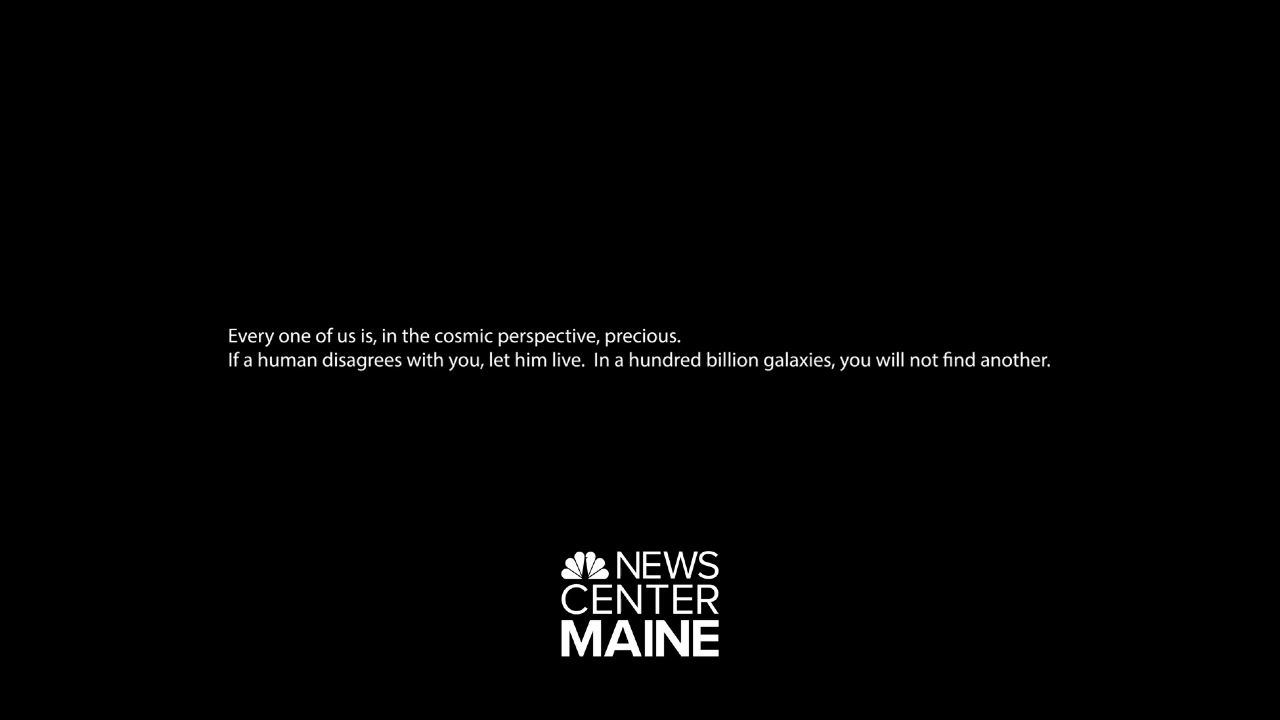 Every one of us is, in the cosmic perspective, precious.
If a human disagrees with you, let him live.  In a hundred billion galaxies, you will not find another.
NEWS
CENTER
MAINE